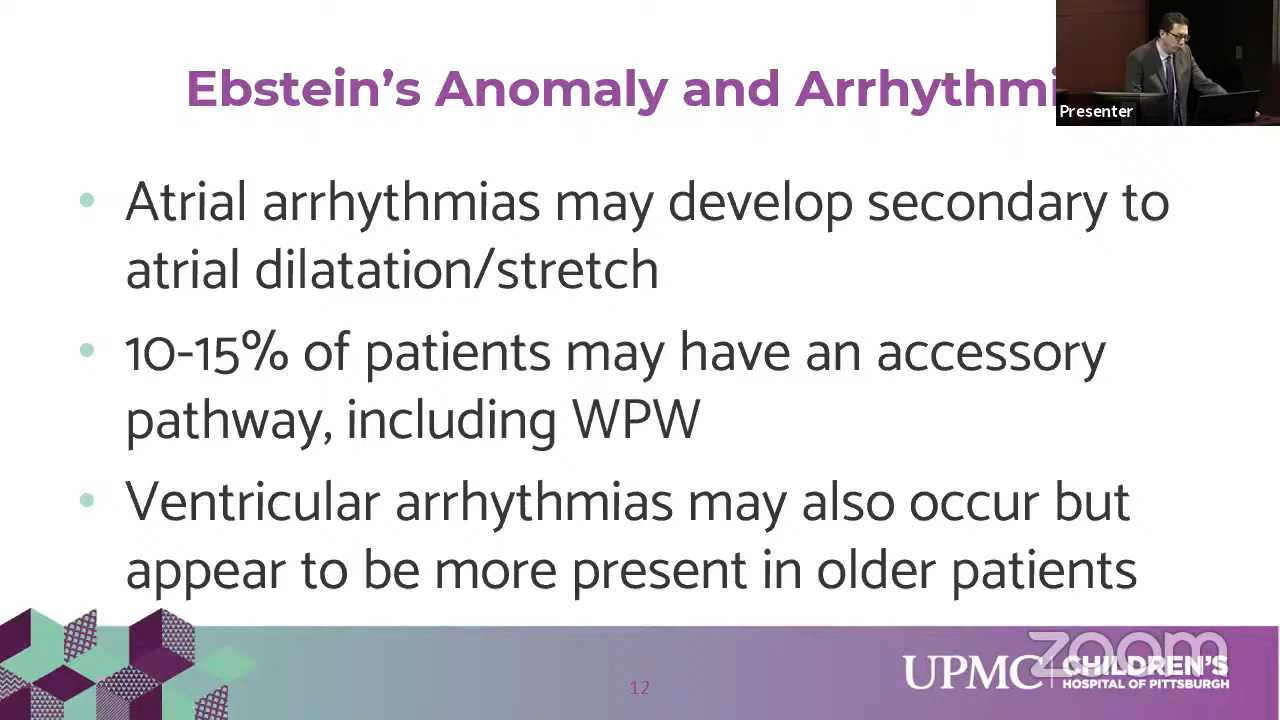 Ebstein's Anomaly and Arrhythmi
Presenter
Atrial arrhythmias may develop secondary to
atrial dilatation/stretch
10-15% of patients may have an accessory
pathway, including WPW
Ventricular arrhythmias may also occur but
appear to be more present in older patients
12
zoom
UPMC CHILDREN'S
HOSPITAL OF PITTSBURGH